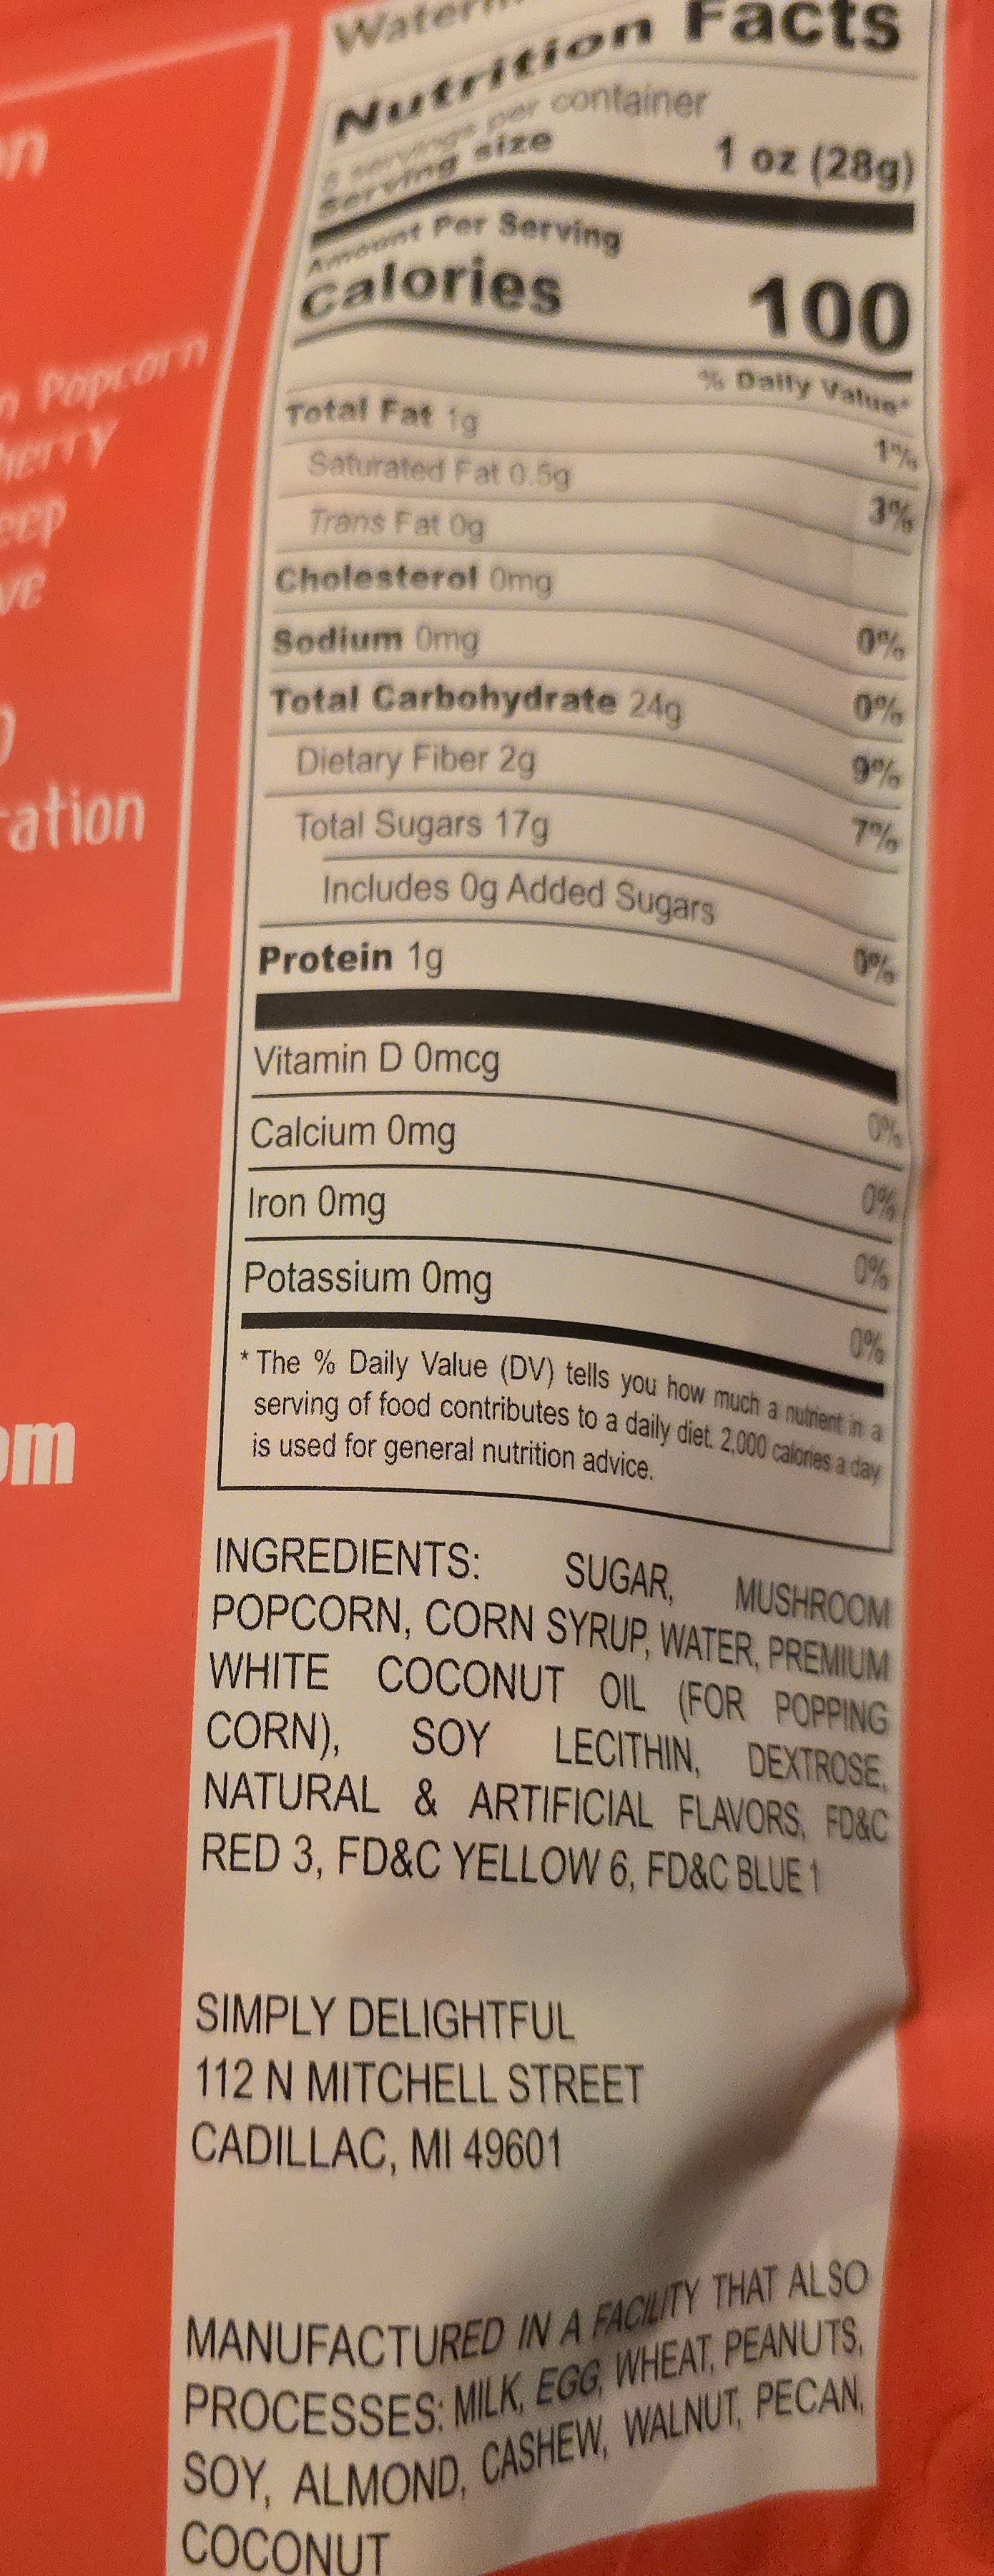 Nutrition Facts
servings per container
Serving size 1 oz (28g)
Amount Per Serving
Calories 100
% Daily Value*
Total Fat 1g 1%
Saturated Fat 0.5g 3%
Trans Fat 0g
Cholesterol 0mg 0%
Sodium 0mg 0%
Total Carbohydrate 24g 9%
Dietary Fiber 2g 7%
Total Sugars 17g
Includes 0g Added Sugars 0%
Protein 1g
Vitamin D 0mcg 0%
Calcium 0mg 0%
Iron 0mg 0%
Potassium 0mg 0%
* The % Daily Value (DV) tells you how much a nutrient in a
serving of food contributes to a daily diet. 2,000 calories a day
is used for general nutrition advice.
INGREDIENTS: SUGAR, MUSHROOM
POPCORN, CORN SYRUP, WATER, PREMIUM
WHITE COCONUT OIL (FOR POPPING
CORN), SOY LECITHIN, DEXTROSE,
NATURAL & ARTIFICIAL FLAVORS, FD&C
RED 3, FD&C YELLOW 6, FD&C BLUE 1
SIMPLY DELIGHTFUL
112 N MITCHELL STREET
CADILLAC, MI 49601
MANUFACTURED IN A FACILITY THAT ALSO
PROCESSES: MILK, EGG, WHEAT, PEANUTS,
SOY, ALMOND, CASHEW, WALNUT, PECAN,
COCONUT
Popcorn